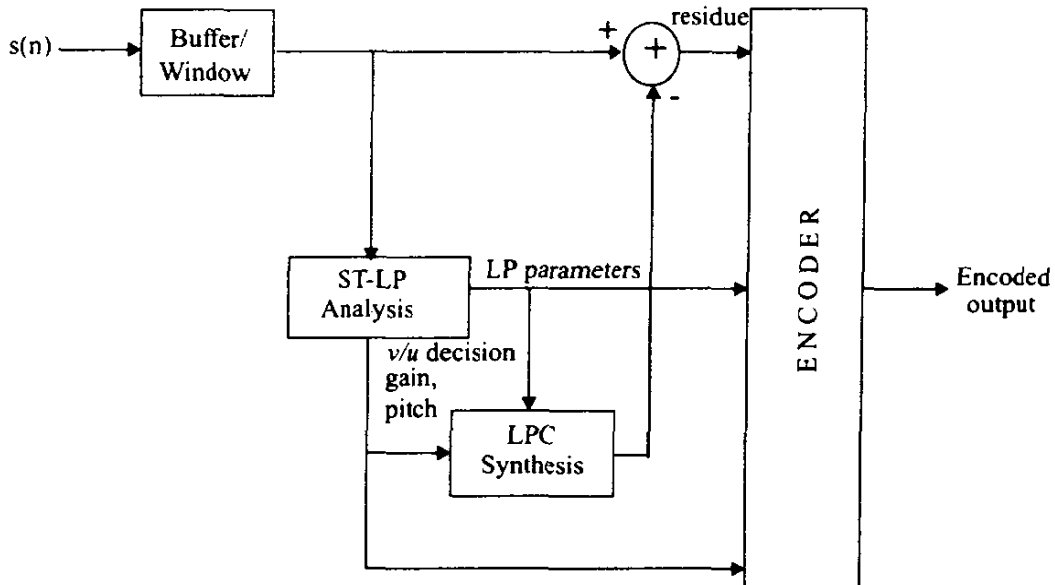 residue
s(n)
Buffer/
Window
+
+
-
ST-LP
Analysis
LP parameters
v/u decision
gain,
pitch
LPC
Synthesis
ENCODER
Encoded
output